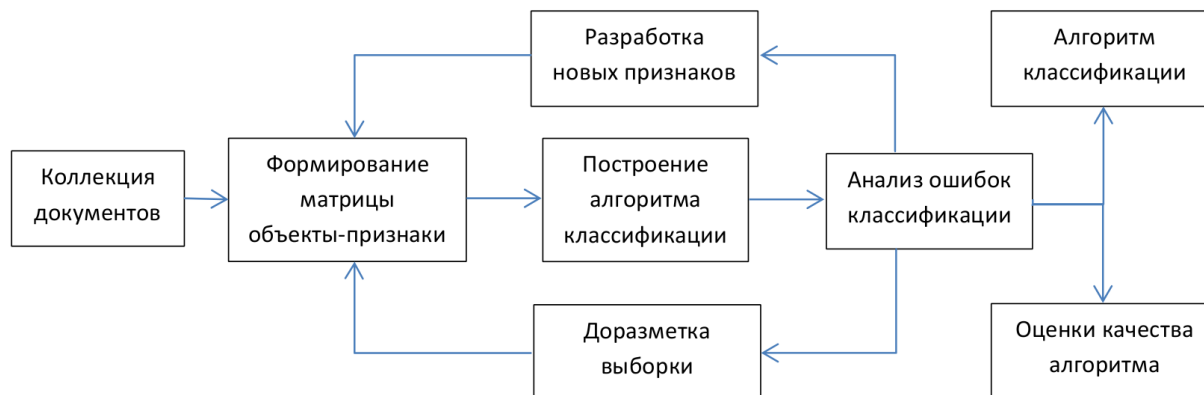 Разработка
новых признаков
Алгоритм
классификации
Коллекция
документов
Формирование
матрицы
объекты-признаки
Построение
алгоритма
классификации
Анализ ошибок
классификации
Доразметка
выборки
Оценки качества
алгоритма